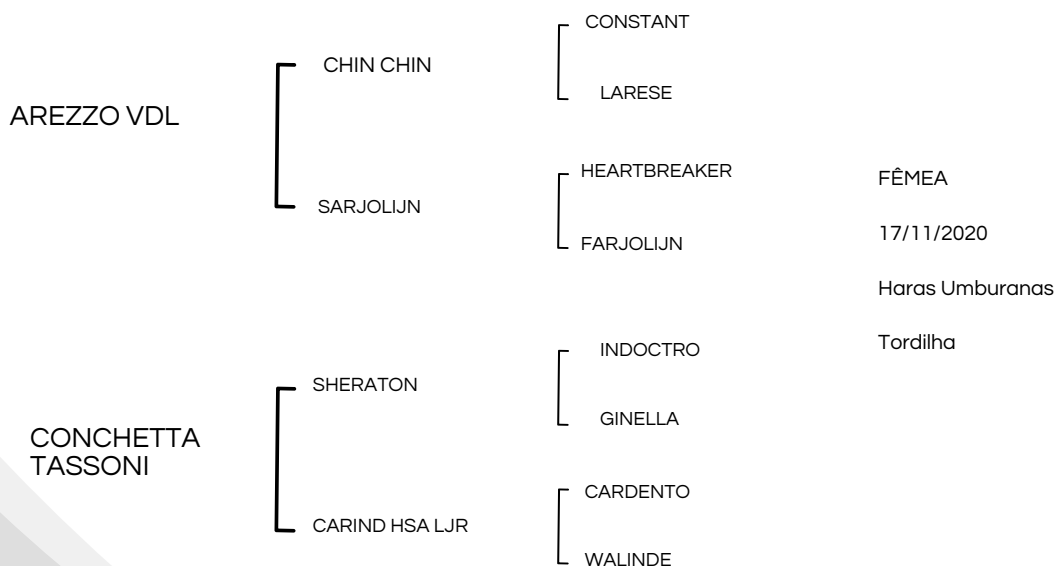 CONSTANT
CHIN CHIN
LARESE
AREZZO VDL
HEARTBREAKER
SARJOLIJN
FARJOLIJN
FÊMEA
17/11/2020
Haras Umburanas
Tordilha
INDOCTRO
SHERATON
GINELLA
CONCHETTA
TASSONI
CARDENTO
CARIND HSA LJR
WALINDE